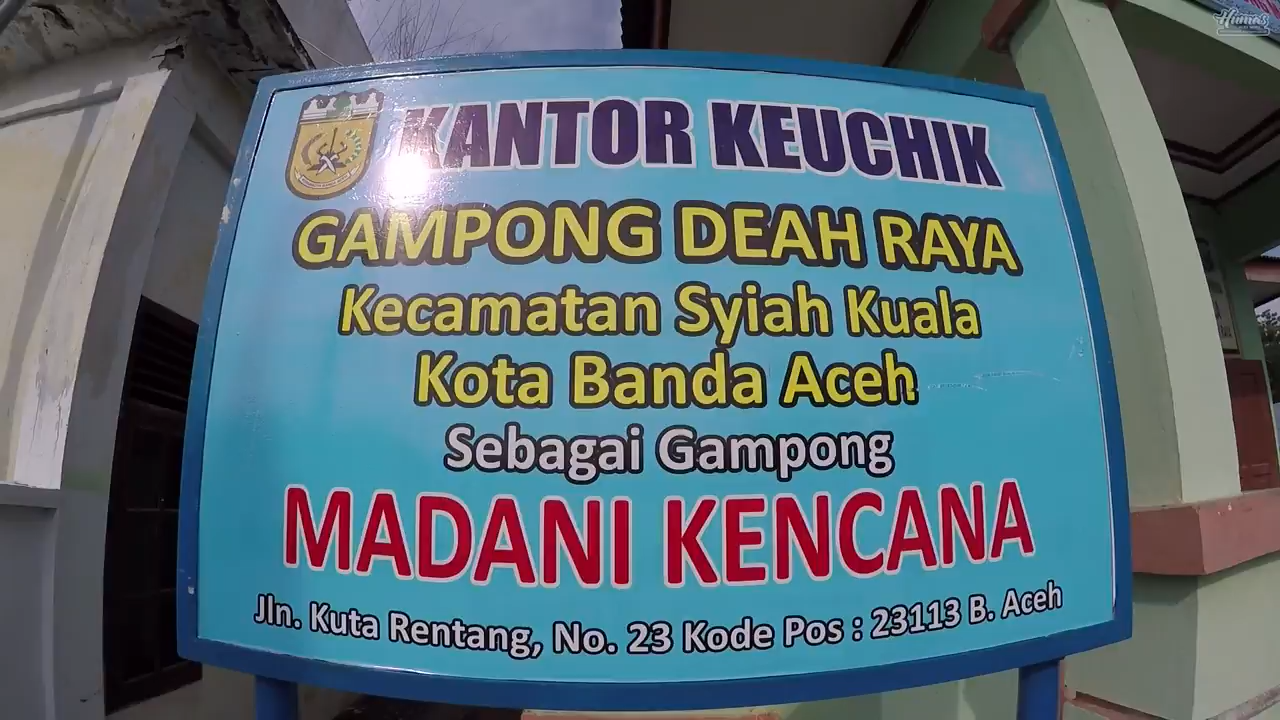 KANTOR KEUCHIK
GAMPONG DEAH RAYA
Kecamatan Syiah Kuala
Kota Banda Aceh
Sebagai Gampong
MADANI KENCANA
Jln. Kuta Rentang, No. 23 Kode Pos : 23113 B. Aceh
Humas